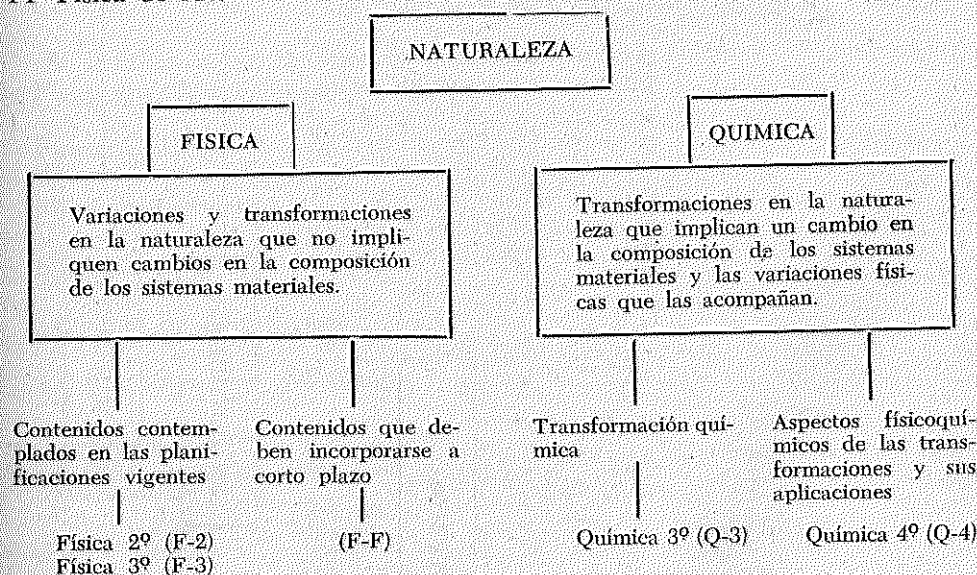 NATURALEZA
FISICA
Variaciones y transformaciones
en la naturaleza que no impli-
quen cambios en la composición
de los sistemas materiales.
QUIMICA
Transformaciones en la natura-
leza que implican un cambio en
la composición de los sistemas
materiales y las variaciones físi-
cas que las acompañan.
Contenidos contem-
plados en las plani-
ficaciones vigentes
Física 2º (F-2)
Física 3º (F-3)
Contenidos que de-
ben incorporarse a
corto plazo
(F-F)
Transformación quí-
mica
Química 3º (Q-3)
Aspectos físicoquí-
micos de las trans-
formaciones y sus
aplicaciones
Química 4º (Q-4)